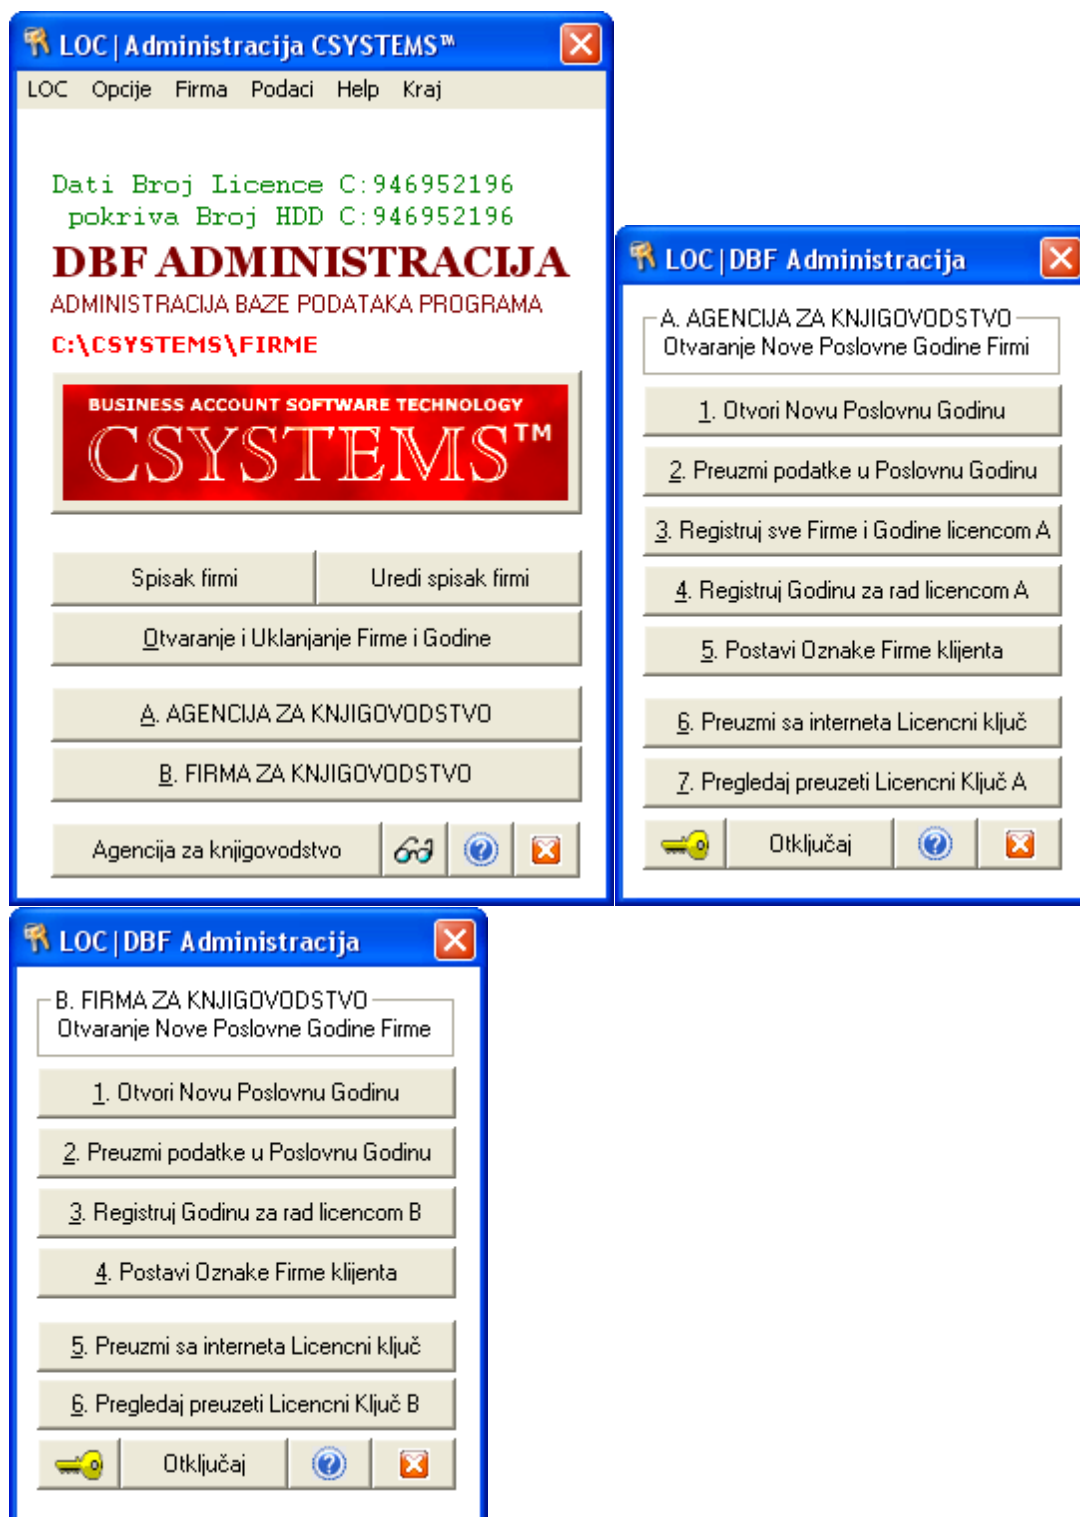 LOC|Administracija CSYSTEMS™
LOC Opcije Firma Podaci Help Kraj
Dati Broj Licence C:946952196
pokriva Broj HDD C:946952196
DBF ADMINISTRACIJA
ADMINISTRACIJA BAZE PODATAKA PROGRAMA
C:\CSYSTEMS\FIRME
BUSINESS ACCOUNT SOFTWARE TECHNOLOGY
CSYSTEMS™
Spisak firmi
Uredi spisak firmi
Otvaranje i Uklanjanje Firme i Godine
A. AGENCIJA ZA KNJIGOVODSTVO
B. FIRMA ZA KNJIGOVODSTVO
Agencija za knjigovodstvo
LOC|DBF Administracija
A. AGENCIJA ZA KNJIGOVODSTVO
Otvaranje Nove Poslovne Godine Firmi
1. Otvori Novu Poslovnu Godinu
2. Preuzmi podatke u Poslovnu Godinu
3. Registruj sve Firme i Godine licencom A
4. Registruj Godinu za rad licencom A
5. Postavi Oznake Firme klijenta
6. Preuzmi sa interneta Licencni ključ
7. Pregledaj preuzeti Licencni Ključ A
Otključaj
LOC|DBF Administracija
B. FIRMA ZA KNJIGOVODSTVO
Otvaranje Nove Poslovne Godine Firme
1. Otvori Novu Poslovnu Godinu
2. Preuzmi podatke u Poslovnu Godinu
3. Registruj Godinu za rad licencom B
4. Postavi Oznake Firme klijenta
5. Preuzmi sa interneta Licencni ključ
6. Pregledaj preuzeti Licencni Ključ B
Otključaj